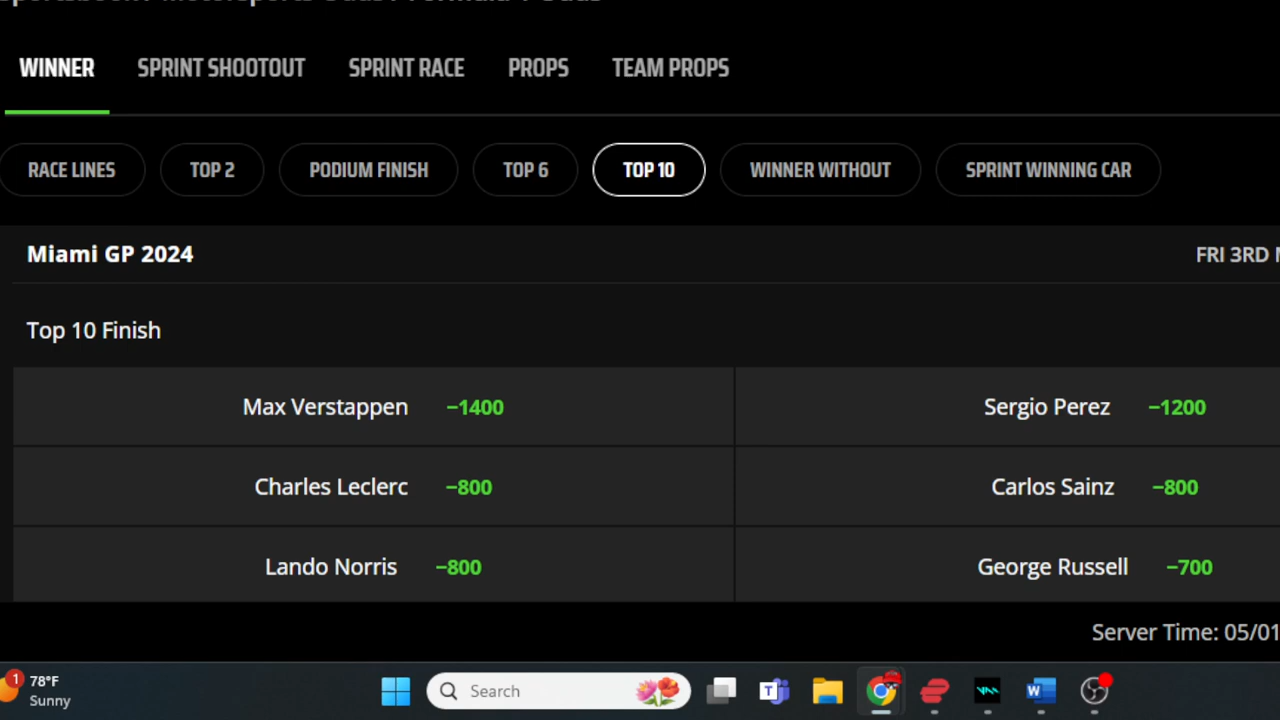 WINNER SPRINT SHOOTOUT SPRINT RACE PROPS TEAM PROPS
RACE LINES TOP 2 PODIUM FINISH TOP 6 TOP 10 WINNER WITHOUT SPRINT WINNING CAR
Miami GP 2024 FRI 3RD
Top 10 Finish
Max Verstappen −1400 Sergio Perez −1200
Charles Leclerc −800 Carlos Sainz −800
Lando Norris −800 George Russell −700
Server Time: 05/01
1 78°F
Sunny
Search